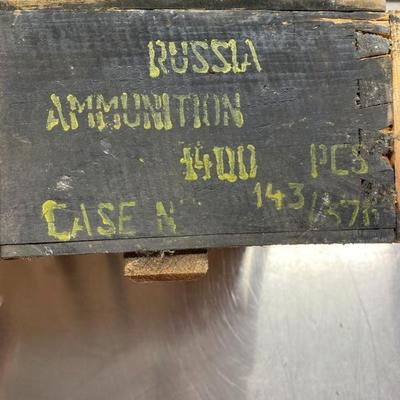 RUSSIA
AMMUNITION
1400 PCS
CASE N 143/